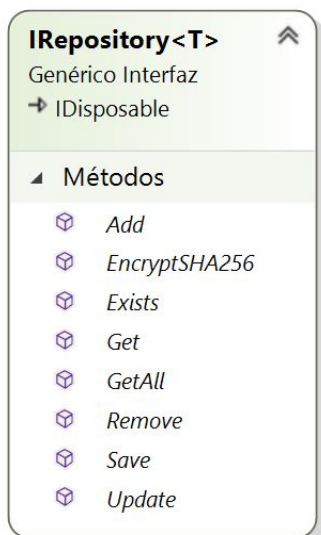 IRepository<T>
Genérico Interfaz
IDisposable
Métodos
Add
EncryptSHA256
Exists
Get
GetAll
Remove
Save
Update